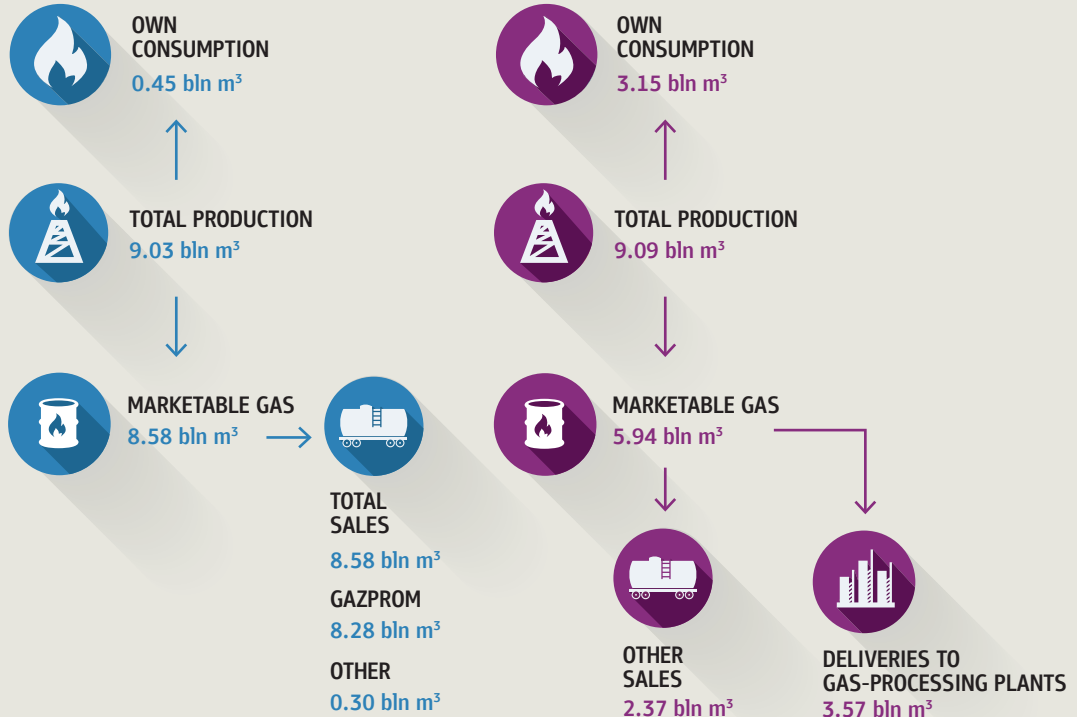 OWN
CONSUMPTION
0.45 bln m³
TOTAL PRODUCTION
9.03 bln m³
MARKETABLE GAS
8.58 bln m³
TOTAL
SALES
8.58 bln m³
GAZPROM
8.28 bln m³
OTHER
0.30 bln m³
OWN
CONSUMPTION
3.15 bln m³
TOTAL PRODUCTION
9.09 bln m³
MARKETABLE GAS
5.94 bln m³
OTHER
SALES
2.37 bln m³
DELIVERIES TO
GAS-PROCESSING PLANTS
3.57 bln m³